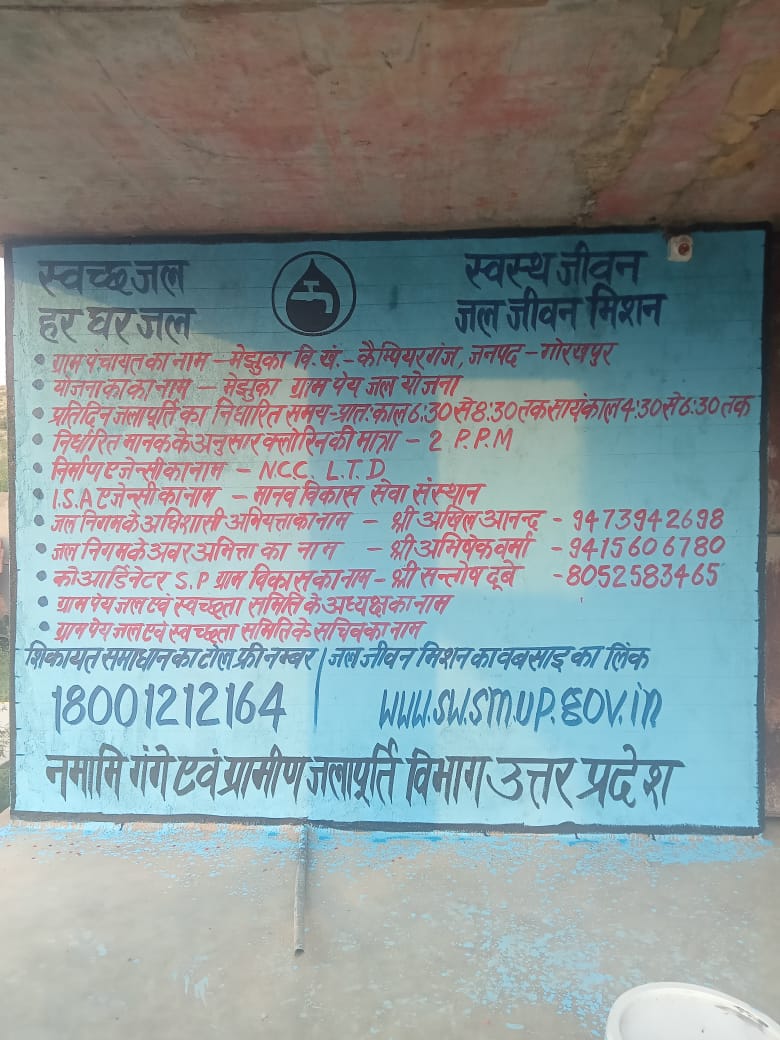 स्वच्छ जल
हर घर जल
स्वस्थ जीवन
जल जीवन मिशन
• ग्राम पंचायत का नाम – मेझुका वि. खं. – कैम्पियरगंज, जनपद – गोरखपुर
• योजना का का नाम – मेझुका ग्राम पेय जल योजना
• प्रतिदिन जलापूर्ति का निर्धारित समय – प्रातः काल 6:30 से 8:30 तक सायंकाल 4:30 से 6:30 तक
• निर्धारित मानक के अनुसार क्लोरिन की मात्रा – 2 P.P.M
• निर्माण एजेन्सी का नाम – NCC. L.T.D
• I.S.A एजेन्सी का नाम – मानव विकास सेवा संस्थान
• जल निगम के अधिशासी अभियत्ता का नाम – श्री अखिल आनन्द - 9473942698
• जल निगम के अवर अभित्ता का नाम – श्री अभिषेक वर्मा - 9415606780
• कोआर्डिनेटर S.P ग्राम विकास का नाम – श्री सन्तोष दूबे - 8052583465
• ग्राम पेय जल एवं स्वच्छता समिति के अध्यक्ष का नाम
• ग्राम पेय जल एवं स्वच्छता समिति के सचिव का नाम
शिकायत समाधान का टोल फ्री नम्बर / जल जीवन मिशन का वबसाइ का लिंक
18001212164
www.swsm.up.gov.in
नमामि गंगे एवं ग्रामीण जलापूर्ति विभाग उत्तर प्रदेश